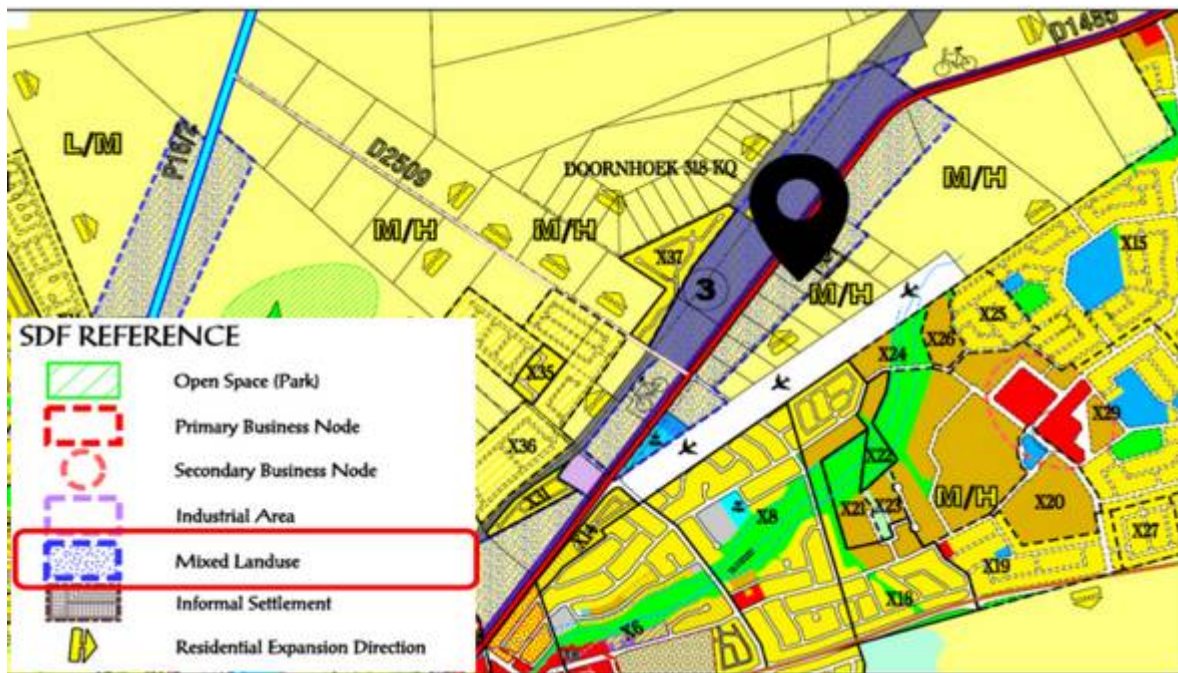 D1485
L/M
P16/2
D2509
DOORNHOEK 318-KQ
M/H
M/H
M/H
X37
X15
3
M/H
X25
X24
X26
X35
X29
X36
X22
M/H
X20
X21
X23
X27
X8
X14
X19
X18
X6
SDF REFERENCE
Open Space (Park)
Primary Business Node
Secondary Business Node
Industrial Area
Mixed Landuse
Informal Settlement
Residential Expansion Direction